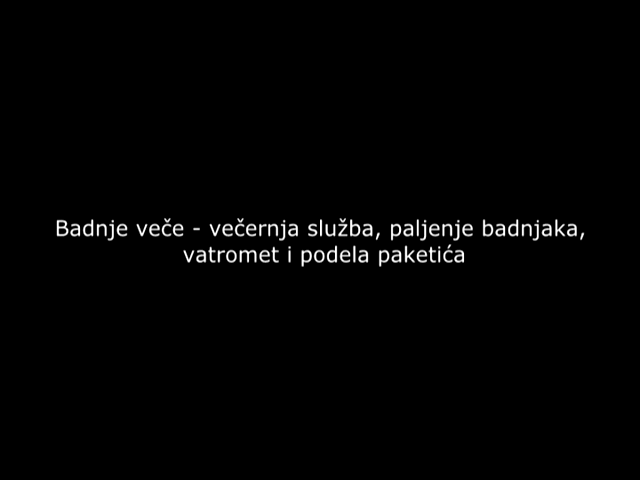 Badnje veče - večernja služba, paljenje badnjaka,
vatromet i podela paketića